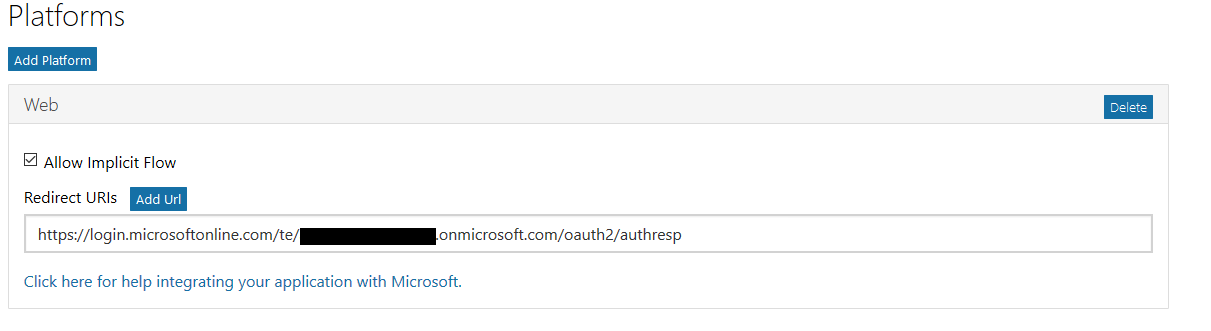 Platforms
Add Platform
Web
Delete
Allow Implicit Flow
Redirect URIs Add Url
https://login.microsoftonline.com/te/ .onmicrosoft.com/oauth2/authresp
Click here for help integrating your application with Microsoft.